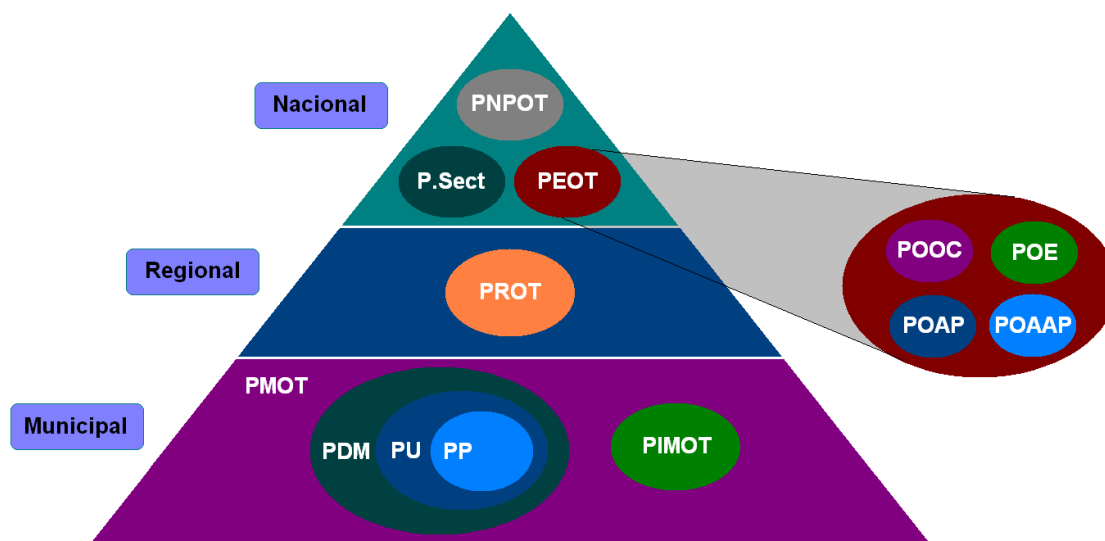 Nacional
PNPOT
P.Sect
PEOT
POOC
POE
POAP
POAAP
Regional
PROT
PMOT
Municipal
PDM
PU
PP
PIMOT